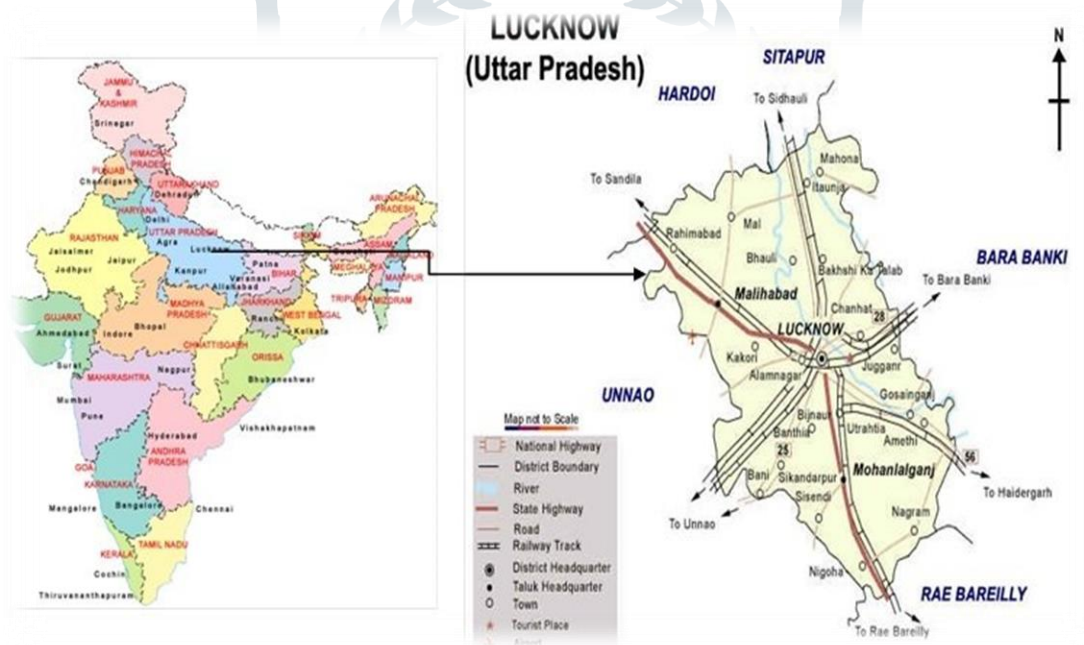 LUCKNOW
(Uttar Pradesh)
N
JAMMU
&
KASHMIR
Srinagar
HIMACHAL
PRADESH
PUNJAB
Chandigarh
UTTARAKHAND
Dehradun
HARYANA
Delhi
UTTAR PRADESH
Agra
Lucknow
Kanpur
Varanasi
Allahabad
RAJASTHAN
Jaisalmer
Jaipur
Jodhpur
SIKKIM
ARUNACHAL
PRADESH
ASSAM
NAGALAND
MEGHALAYA
MANIPUR
TRIPURA
MIZORAM
Patna
BIHAR
JHARKHAND
Ranchi
WEST BENGAL
Kolkata
GUJARAT
Ahmedabad
Surat
MADHYA
PRADESH
Bhopal
Indore
CHHATTISGARH
ORISSA
Bhubaneshwar
MAHARASHTRA
Nagpur
Mumbai
Pune
Vishakhapatnam
Hyderabad
ANDHRA
PRADESH
GOA
KARNATAKA
Bangalore
Mangalore
Chennai
KERALA
TAMIL NADU
Cochin
Thiruvananthapuram
SITAPUR
HARDOI
To Sidhauli
Mahona
Itaunja
To Sandila
Rahimabad
Mal
Bhauli
Bakhshi Ka Talab
BARA BANKI
To Bara Banki
Malihabad
Chanhat
28
LUCKNOW
Kakori
Alamnagar
Jugganr
UNNAO
Gosainganj
Bijnaur
Utrahtia
Amethi
Banthia
25
56
Bani
Sikandarpur
Mohanlalganj
To Haidergarh
Sisendi
To Unnao
Nagram
Nigoha
RAE BAREILLY
To Rae Bareilly
Map not to Scale
National Highway
District Boundary
River
State Highway
Road
Railway Track
District Headquarter
Taluk Headquarter
Town
Tourist Place